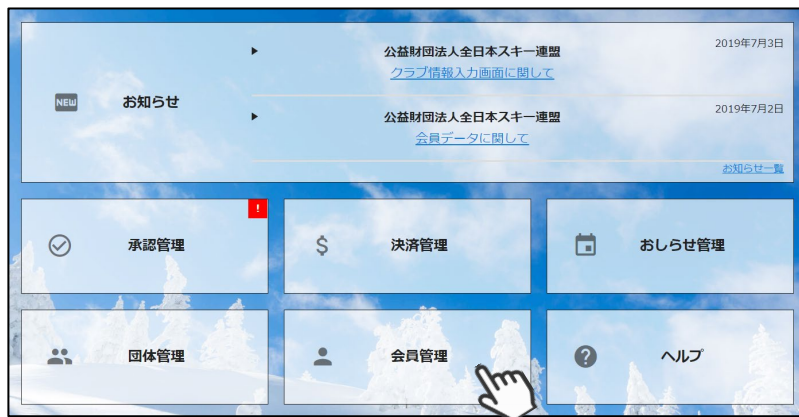 公益財団法人全日本スキー連盟
2019年7月3日
クラブ情報入力画面に関して
NEW
お知らせ
公益財団法人全日本スキー連盟
2019年7月2日
会員データに関して
お知らせ一覧
!
承認管理
$
決済管理
おしらせ管理
団体管理
会員管理
?
ヘルプ